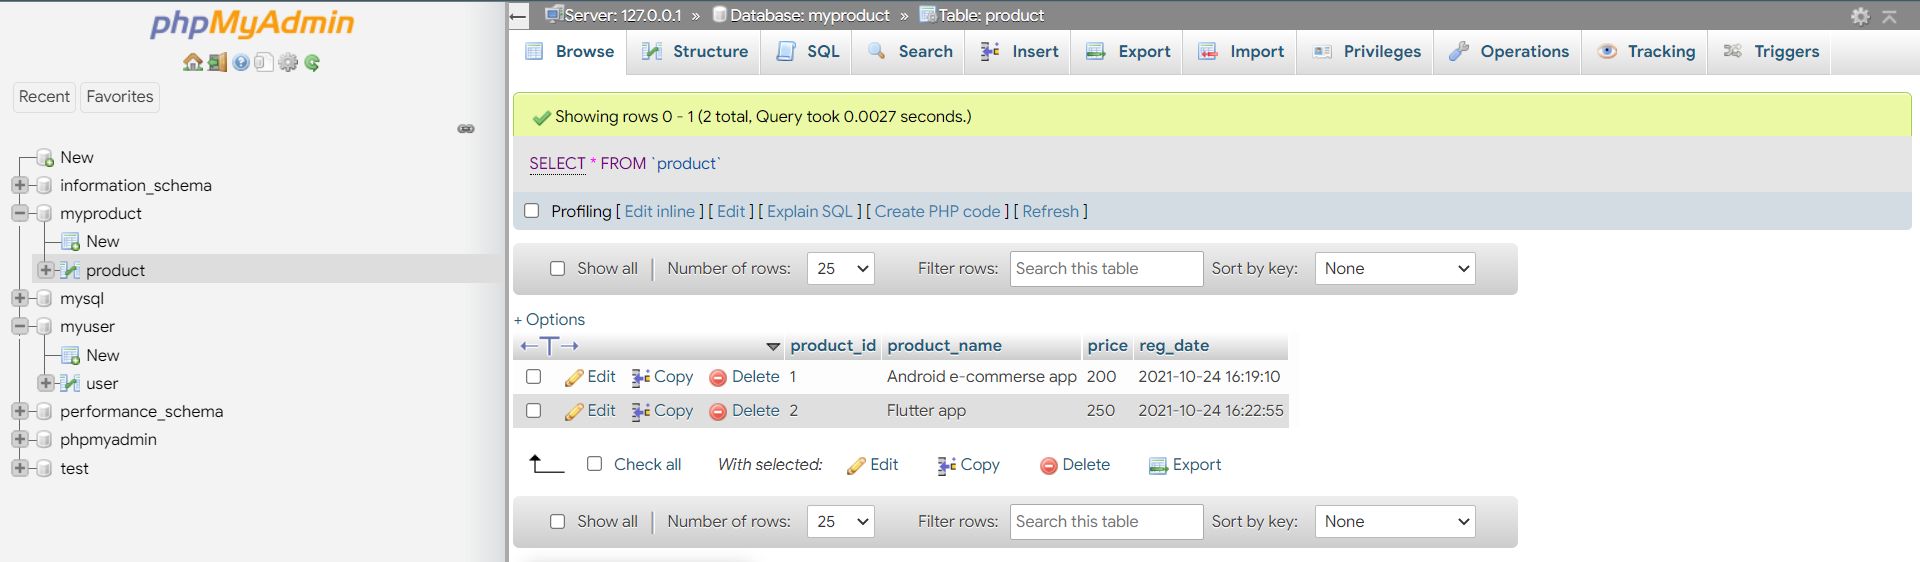 phpMyAdmin
Recent Favorites
New
information_schema
myproduct
New
product
mysql
myuser
New
user
performance_schema
phpmyadmin
test
Server: 127.0.0.1 » Database: myproduct » Table: product
Browse Structure SQL Search Insert Export Import Privileges Operations Tracking Triggers
Showing rows 0 - 1 (2 total, Query took 0.0027 seconds.)
SELECT * FROM `product`
Profiling [ Edit inline ] [ Edit ] [ Explain SQL ] [ Create PHP code ] [ Refresh ]
Show all Number of rows: 25 Filter rows: Search this table Sort by key: None
+ Options
product_id product_name price reg_date
Edit Copy Delete 1 Android e-commerse app 200 2021-10-24 16:19:10
Edit Copy Delete 2 Flutter app 250 2021-10-24 16:22:55
Check all With selected: Edit Copy Delete Export
Show all Number of rows: 25 Filter rows: Search this table Sort by key: None